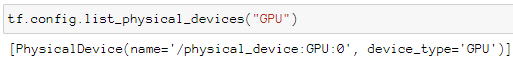 tf.config.list_physical_devices("GPU")
[PhysicalDevice(name='/physical_device:GPU:0', device_type='GPU')]